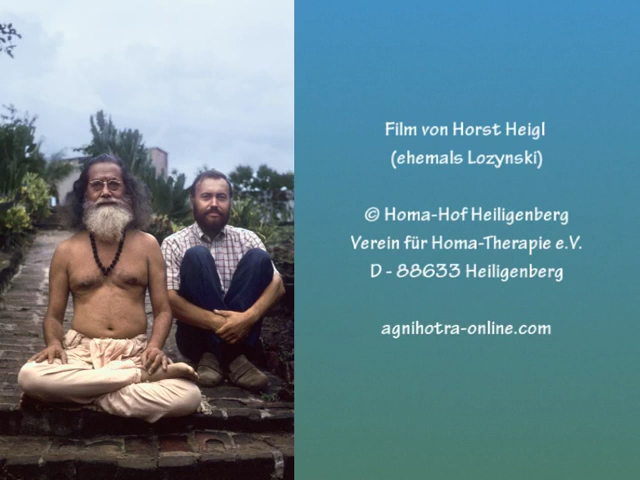 Film von Horst Heigl
(ehemals Lozynski)
© Homa-Hof Heiligenberg
Verein für Homa-Therapie e.V.
D - 88633 Heiligenberg
agnihotra-online.com